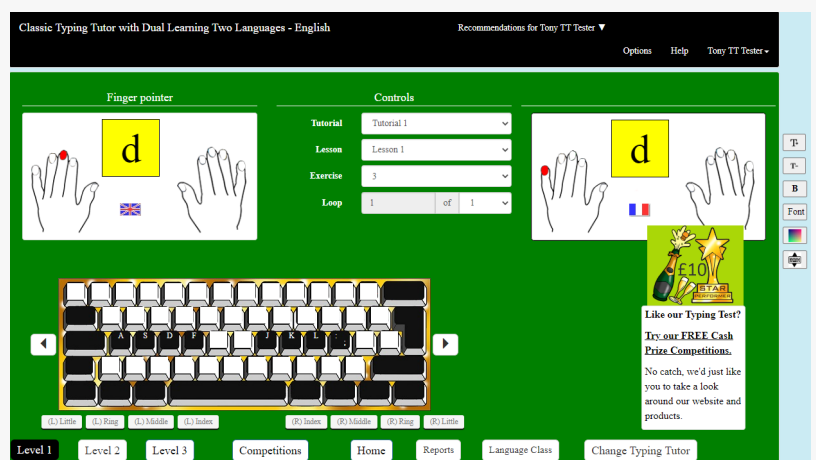 Classic Typing Tutor with Dual Learning Two Languages - English
Recommendations for Tony TT Tester ▼
Options Help Tony TT Tester
Finger pointer
Controls
d
Tutorial Tutorial 1
Lesson Lesson 1
Exercise 3
Loop 1 of 1
d
T+
T-
B
Font
£10
STAR
PERFORMER
Like our Typing Test?
Try our FREE Cash
Prize Competitions.
No catch, we'd just like
you to take a look
around our website and
products.
A S D F J K L : ;
(L) Little (L) Ring (L) Middle (L) Index (R) Index (R) Middle (R) Ring (R) Little
Level 1 Level 2 Level 3 Competitions Home Reports Language Class Change Typing Tutor